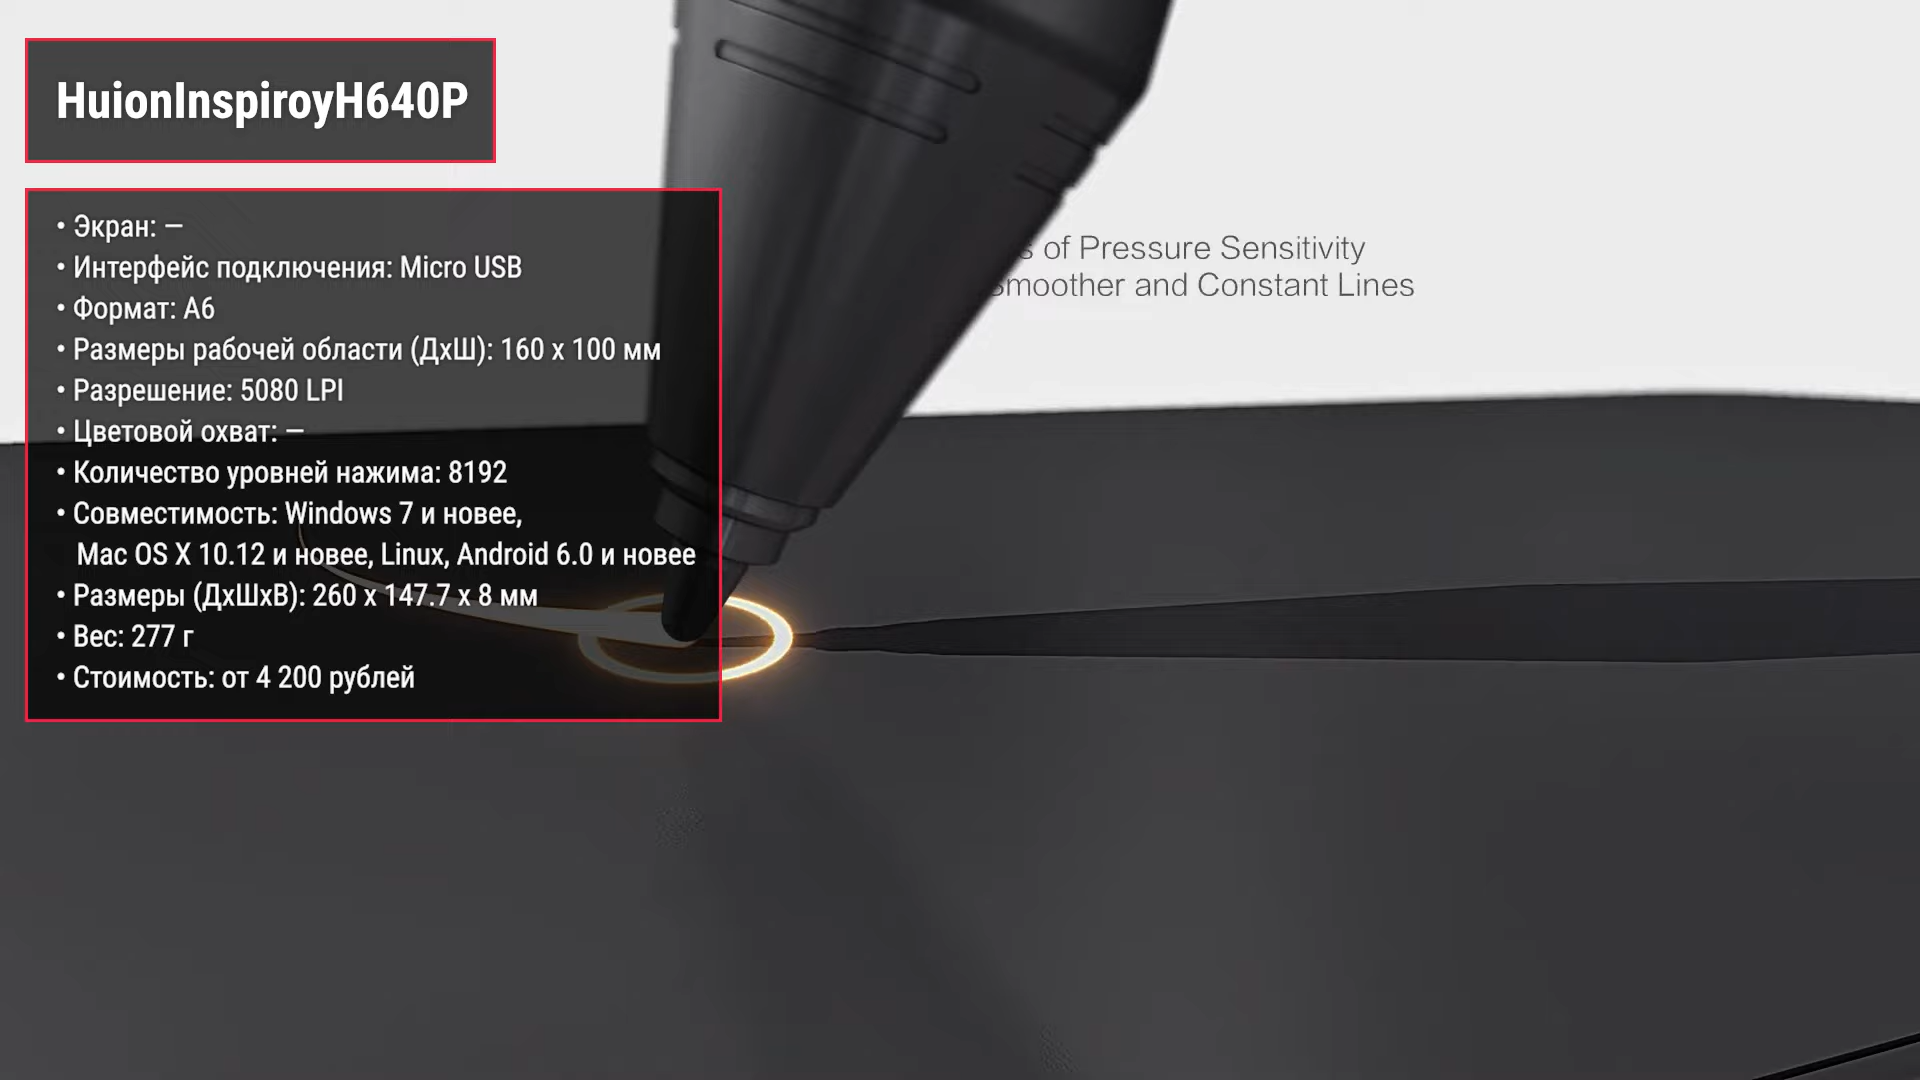 HuionInspiroyH640P
• Экран: —
• Интерфейс подключения: Micro USB
• Формат: А6
• Размеры рабочей области (ДхШ): 160 x 100 мм
• Разрешение: 5080 LPI
• Цветовой охват: —
• Количество уровней нажима: 8192
• Совместимость: Windows 7 и новее,
Mac OS X 10.12 и новее, Linux, Android 6.0 и новее
• Размеры (ДхШхВ): 260 x 147.7 x 8 мм
• Вес: 277 г
• Стоимость: от 4 200 рублей
of Pressure Sensitivity
Smoother and Constant Lines